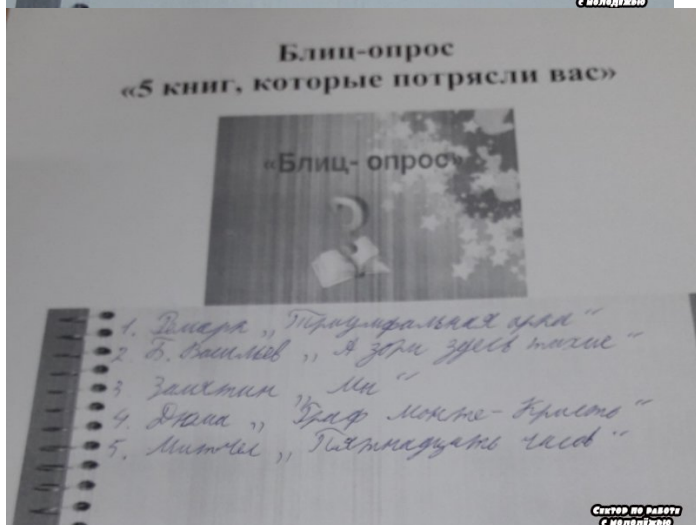 с молодёжью
Блиц-опрос
«5 книг, которые потрясли вас»
«Блиц- опрос»
1. Ремарк „Триумфальная арка“
2 Б. Васильев „А зори здесь тихие“
3 Замятин „Мы“
4. Дюма „Граф Монте-Кристо“
5. Митчел „Пятнадцать часов“
Сектор по работе
с молодёжью